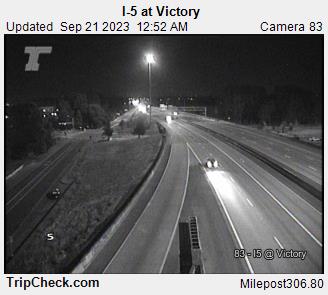 I-5 at Victory
Updated Sep 21 2023 12:52 AM Camera 83
T
S
83 - I5 @ Victory
TripCheck.com Milepost306.80